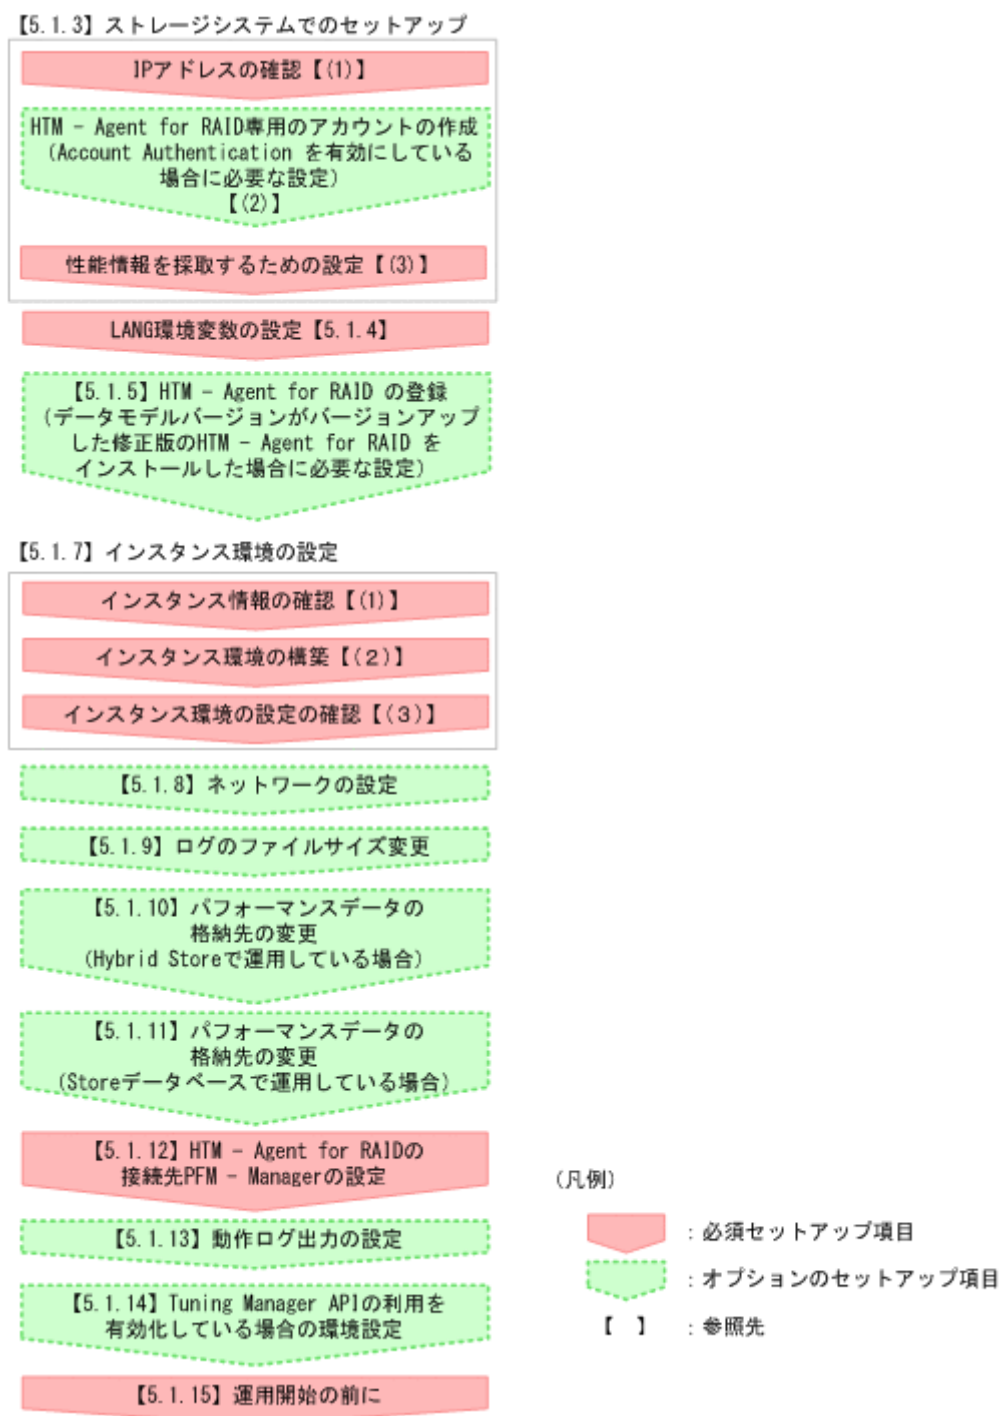 【5.1.3】ストレージシステムでのセットアップ
IPアドレスの確認【(1)】
HTM - Agent for RAID専用のアカウントの作成
(Account Authentication を有効にしている
場合に必要な設定)
【(2)】
性能情報を採取するための設定【(3)】
LANG環境変数の設定【5.1.4】
【5.1.5】HTM - Agent for RAID の登録
(データモデルバージョンがバージョンアップ
した修正版のHTM - Agent for RAID を
インストールした場合に必要な設定)
【5.1.7】インスタンス環境の設定
インスタンス情報の確認【(1)】
インスタンス環境の構築【(2)】
インスタンス環境の設定の確認【(3)】
【5.1.8】ネットワークの設定
【5.1.9】ログのファイルサイズ変更
【5.1.10】パフォーマンスデータの
格納先の変更
(Hybrid Storeで運用している場合)
【5.1.11】パフォーマンスデータの
格納先の変更
(Storeデータベースで運用している場合)
【5.1.12】HTM - Agent for RAIDの
接続先PFM - Managerの設定
【5.1.13】動作ログ出力の設定
【5.1.14】Tuning Manager APIの利用を
有効化している場合の環境設定
【5.1.15】運用開始の前に
(凡例)
：必須セットアップ項目
：オプションのセットアップ項目
【 】 ：参照先